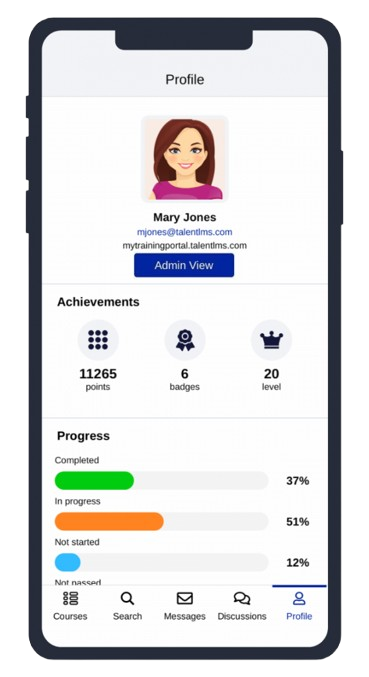 Profile
Mary Jones
mjones@talentlms.com
mytrainingportal.talentlms.com
Admin View
Achievements
11265 6 20
points badges level
Progress
Completed
37%
In progress
51%
Not started
12%
Not passed
Courses Search Messages Discussions Profile